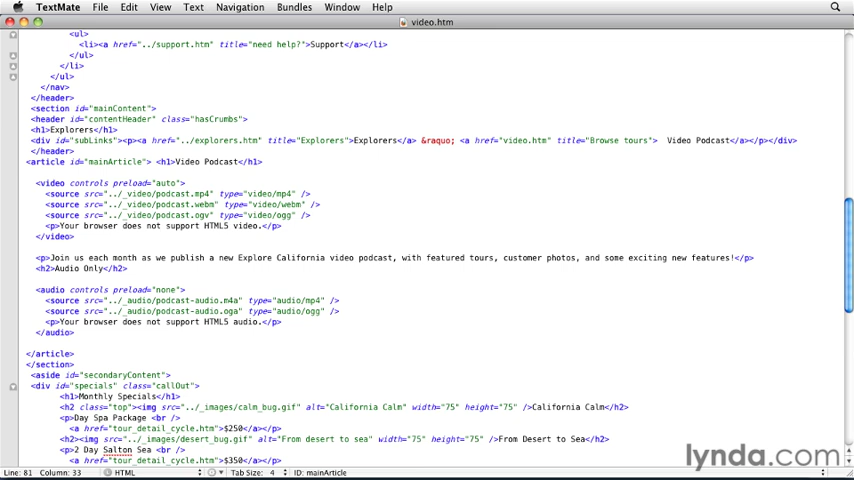 TextMate File Edit View Text Navigation Bundles Window Help
video.htm
<ul>
<li><a href="../support.htm" title="need help?">Support</a></li>
</ul>
</li>
</ul>
</nav>
</header>
<section id="mainContent">
<header id="contentHeader" class="hasCrumbs">
<h1>Explorers</h1>
<div id="subLinks"><p><a href="../explorers.htm" title="Explorers">Explorers</a> &raquo; <a href="video.htm" title="Browse tours"> Video Podcast</a></p></div>
</header>
<article id="mainArticle"> <h1>Video Podcast</h1>
<video controls preload="auto">
<source src="../_video/podcast.mp4" type="video/mp4" />
<source src="../_video/podcast.webm" type="video/webm" />
<source src="../_video/podcast.ogv" type="video/ogg" />
<p>Your browser does not support HTML5 video.</p>
</video>
<p>Join us each month as we publish a new Explore California video podcast, with featured tours, customer photos, and some exciting new features!</p>
<h2>Audio Only</h2>
<audio controls preload="none">
<source src="../_audio/podcast-audio.m4a" type="audio/mp4" />
<source src="../_audio/podcast-audio.oga" type="audio/ogg" />
<p>Your browser does not support HTML5 audio.</p>
</audio>
</article>
</section>
<aside id="secondaryContent">
<div id="specials" class="callOut">
<h1>Monthly Specials</h1>
<h2 class="top"><img src="../_images/calm_bug.gif" alt="California Calm" width="75" height="75" />California Calm</h2>
<p>Day Spa Package <br />
<a href="tour_detail_cycle.htm">$250</a></p>
<h2><img src="../_images/desert_bug.gif" alt="From desert to sea" width="75" height="75" />From Desert to Sea</h2>
<p>2 Day Salton Sea <br />
<a href="tour_detail_cycle.htm">$350</a></p>
lynda.com
Line: 81 Column: 33 HTML Tab Size: 4 ID: mainArticle